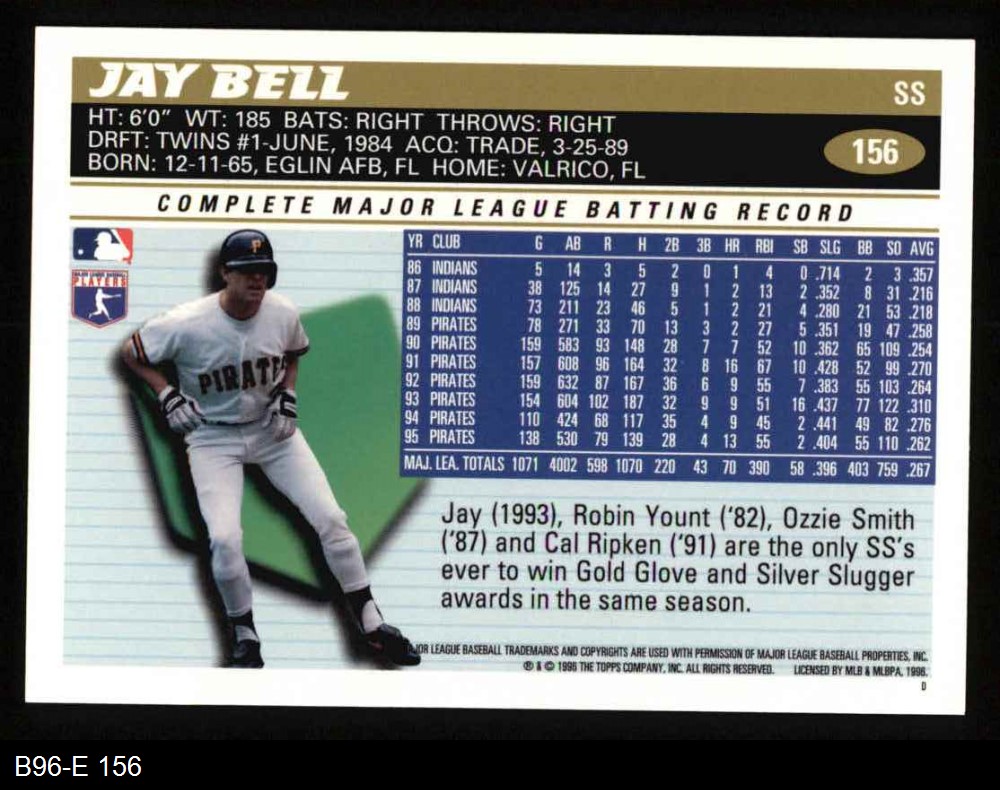 JAY BELL
SS
HT: 6'0" WT: 185 BATS: RIGHT THROWS: RIGHT
DRFT: TWINS #1-JUNE, 1984 ACQ: TRADE, 3-25-89
BORN: 12-11-65, EGLIN AFB, FL HOME: VALRICO, FL
156
COMPLETE MAJOR LEAGUE BATTING RECORD
YR CLUB G AB R H 2B 3B HR RBI SB SLG BB SO AVG
86 INDIANS 5 14 3 5 2 0 1 4 0 .714 2 3 .357
87 INDIANS 38 125 14 27 9 1 2 13 2 .352 8 31 .216
88 INDIANS 73 211 23 46 5 1 2 21 4 .280 21 53 .218
89 PIRATES 78 271 33 70 13 3 2 27 5 .351 19 47 .258
90 PIRATES 159 583 93 148 28 7 7 52 10 .362 65 109 .254
91 PIRATES 157 608 96 164 32 8 16 67 10 .428 52 99 .270
92 PIRATES 159 632 87 167 36 6 9 55 7 .383 55 103 .264
93 PIRATES 154 604 102 187 32 9 9 51 16 .437 77 122 .310
94 PIRATES 110 424 68 117 35 4 9 45 2 .441 49 82 .276
95 PIRATES 138 530 79 139 28 4 13 55 2 .404 55 110 .262
MAJ. LEA. TOTALS 1071 4002 598 1070 220 43 70 390 58 .396 403 759 .267
MAJOR LEAGUE BASEBALL
PLAYERS
P
PIRATE
Jay (1993), Robin Yount ('82), Ozzie Smith
('87) and Cal Ripken ('91) are the only SS's
ever to win Gold Glove and Silver Slugger
awards in the same season.
JOR LEAGUE BASEBALL TRADEMARKS AND COPYRIGHTS ARE USED WITH PERMISSION OF MAJOR LEAGUE BASEBALL PROPERTIES, INC.
® & © 1996 THE TOPPS COMPANY, INC. ALL RIGHTS RESERVED. LICENSED BY MLB & MLBPA, 1996.
D
B96-E 156